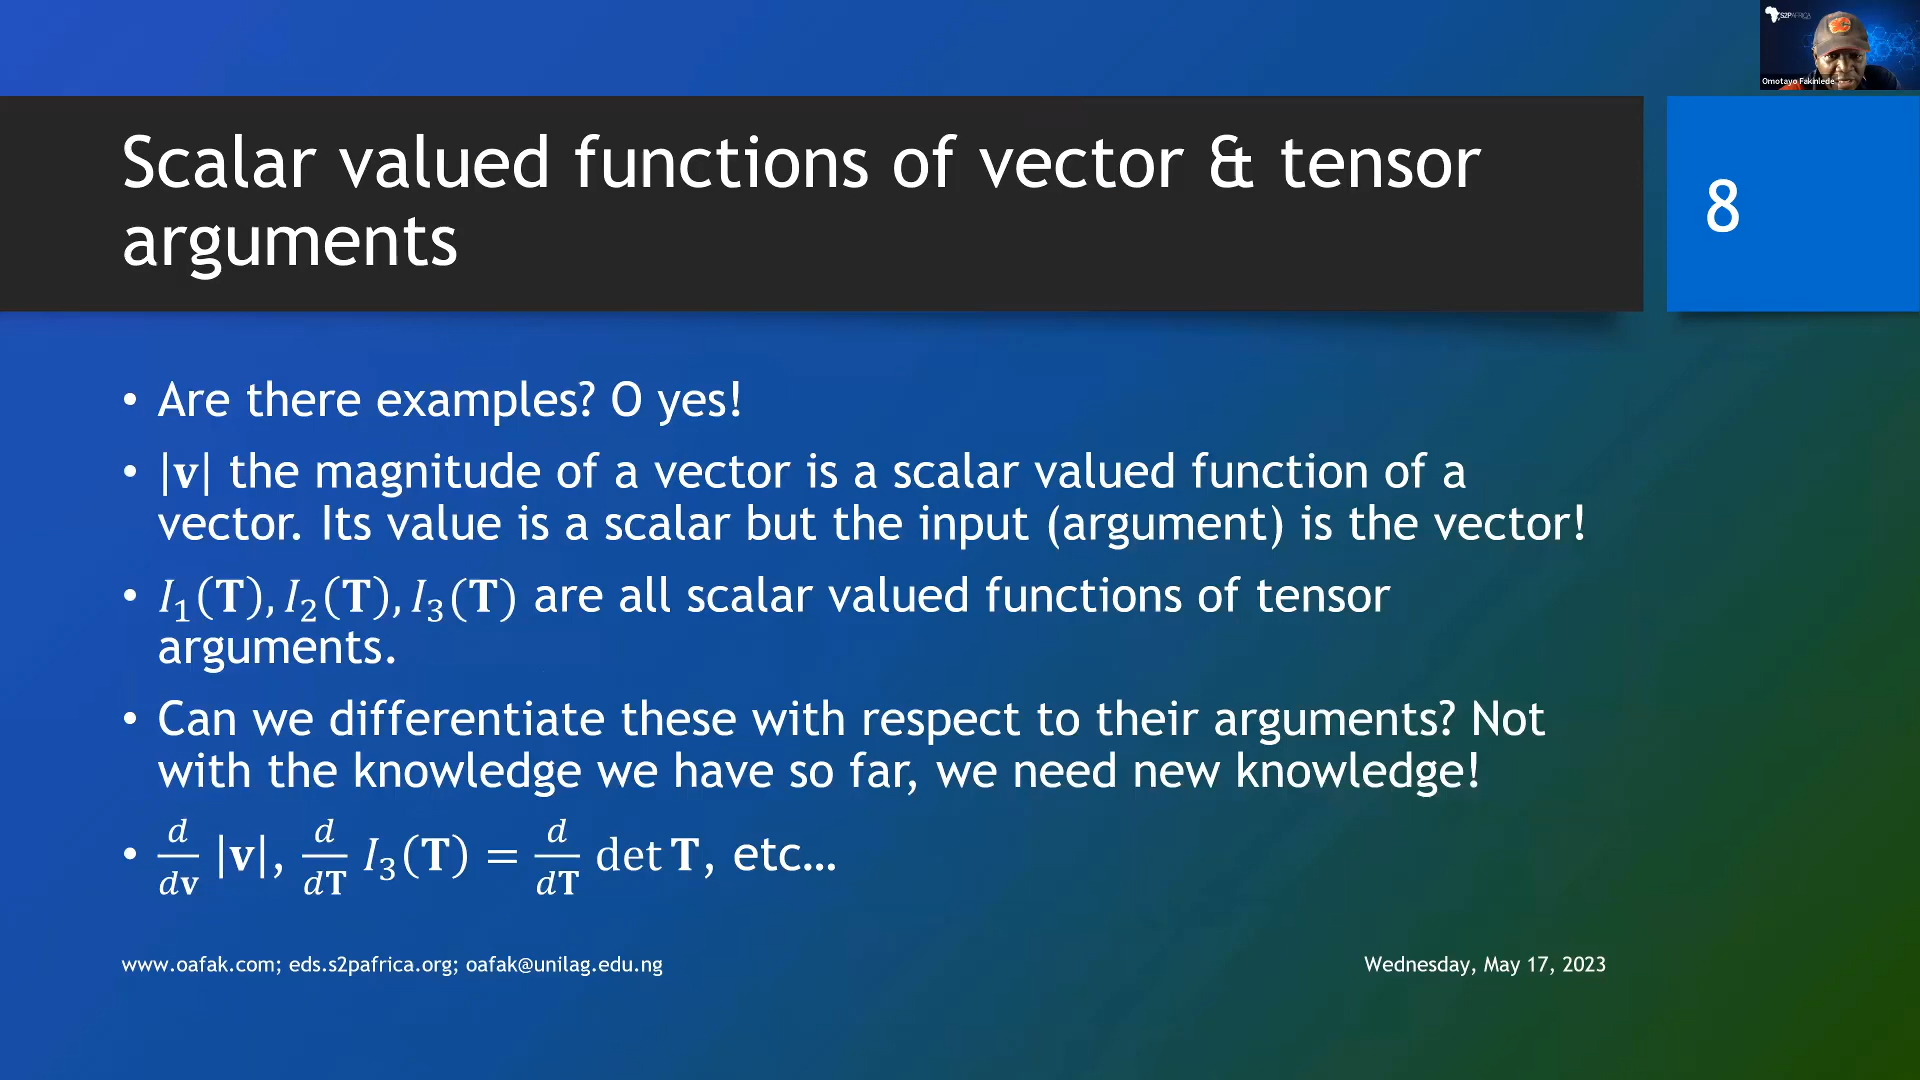 S2PAFRICA
Omotayo Fakinlede
Scalar valued functions of vector & tensor
arguments
8
• Are there examples? O yes!
• |𝐯| the magnitude of a vector is a scalar valued function of a
vector. Its value is a scalar but the input (argument) is the vector!
• 𝐼₁(𝐓), 𝐼₂(𝐓), 𝐼₃(𝐓) are all scalar valued functions of tensor
arguments.
• Can we differentiate these with respect to their arguments? Not
with the knowledge we have so far, we need new knowledge!
• 𝑑/𝑑𝐯 |𝐯|, 𝑑/𝑑𝐓 𝐼₃(𝐓) = 𝑑/𝑑𝐓 det 𝐓, etc…
www.oafak.com; eds.s2pafrica.org; oafak@unilag.edu.ng
Wednesday, May 17, 2023